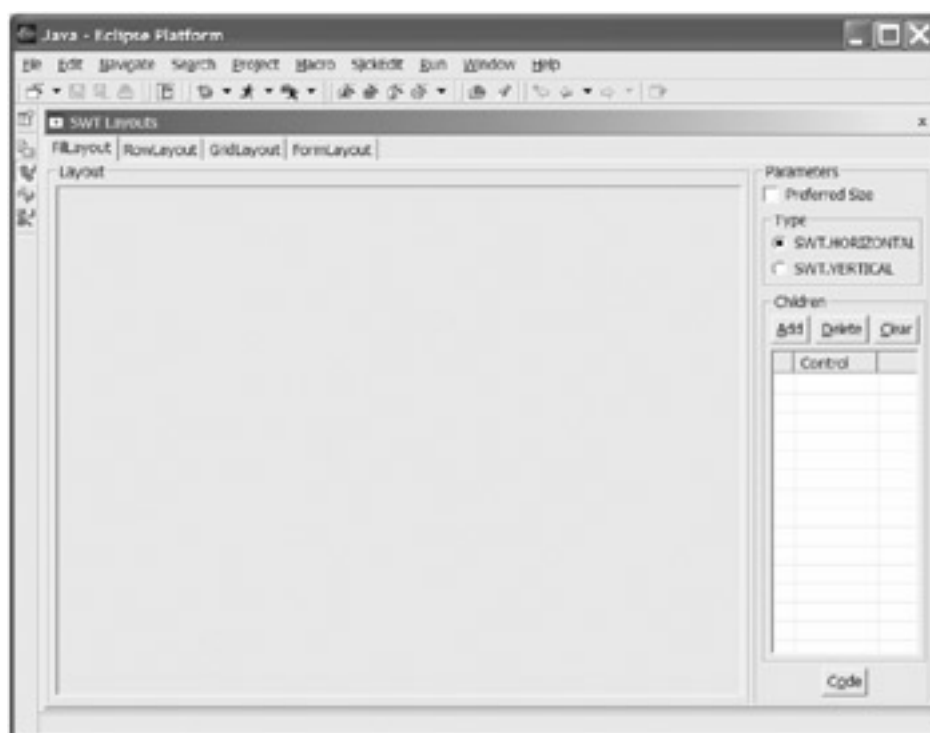 Java - Eclipse Platform
File Edit Navigate Search Project Macro SlickEdit Run Window Help
SWT Layouts
FillLayout RowLayout GridLayout FormLayout
Layout
Parameters
Preferred Size
Type
SWT.HORIZONTAL
SWT.VERTICAL
Children
Add Delete Clear
Control
Code